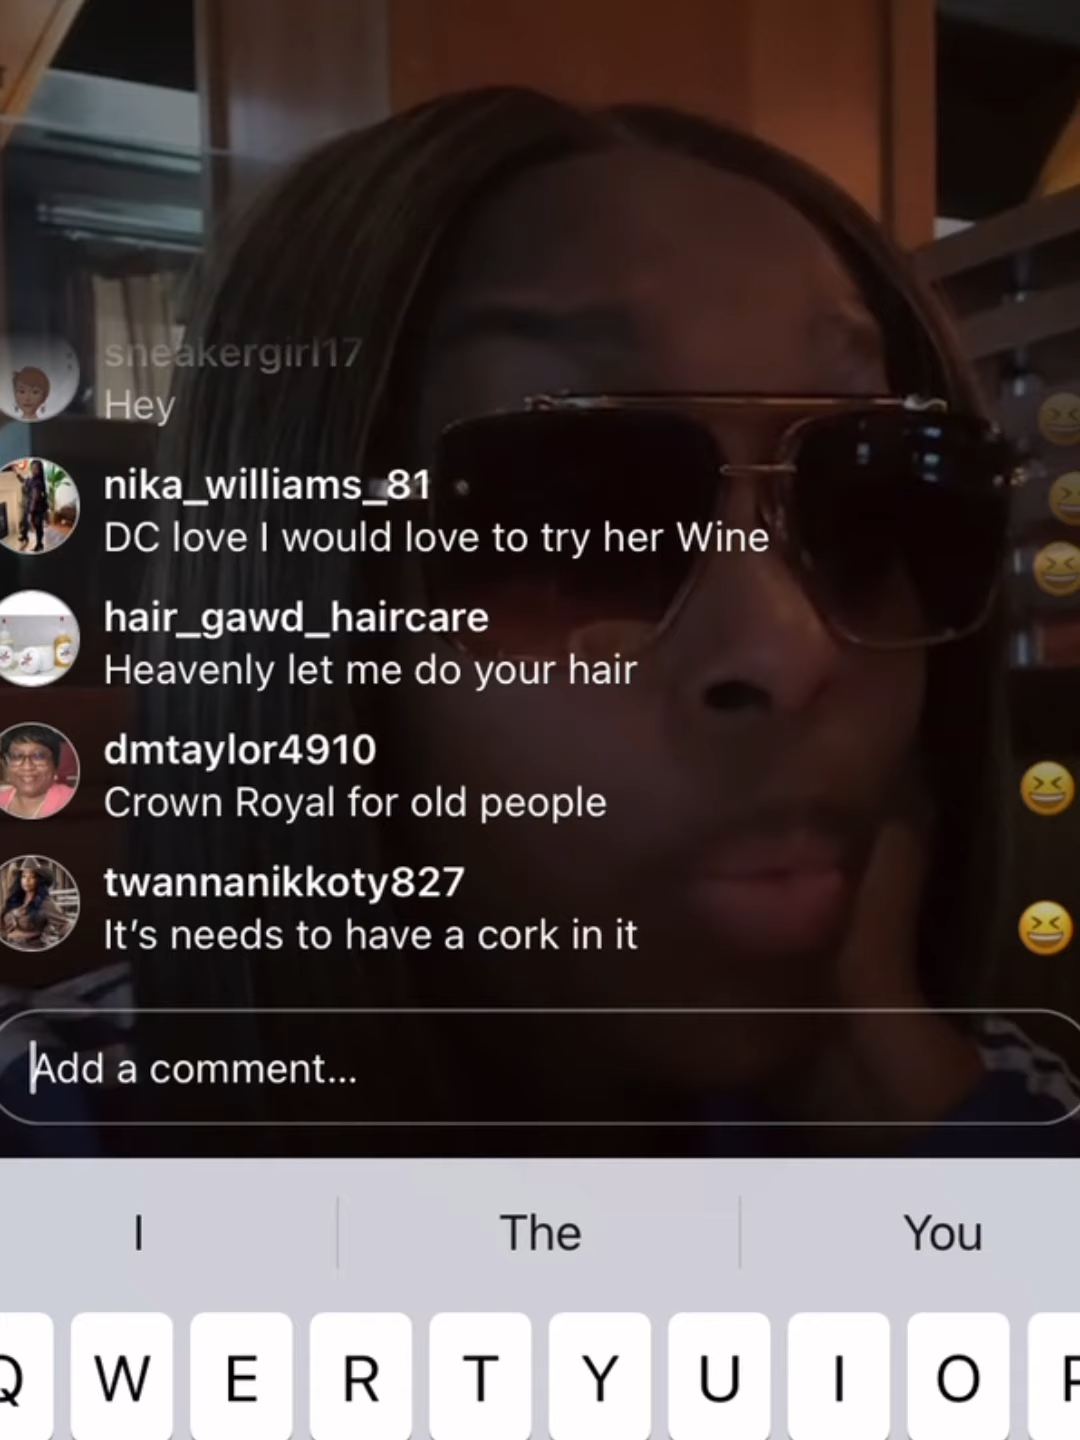 sneakergirl17
Hey
nika_williams_81
DC love I would love to try her Wine
hair_gawd_haircare
Heavenly let me do your hair
dmtaylor4910
Crown Royal for old people
twannanikkoty827
It’s needs to have a cork in it
Add a comment...
I The You
Q W E R T Y U I O P